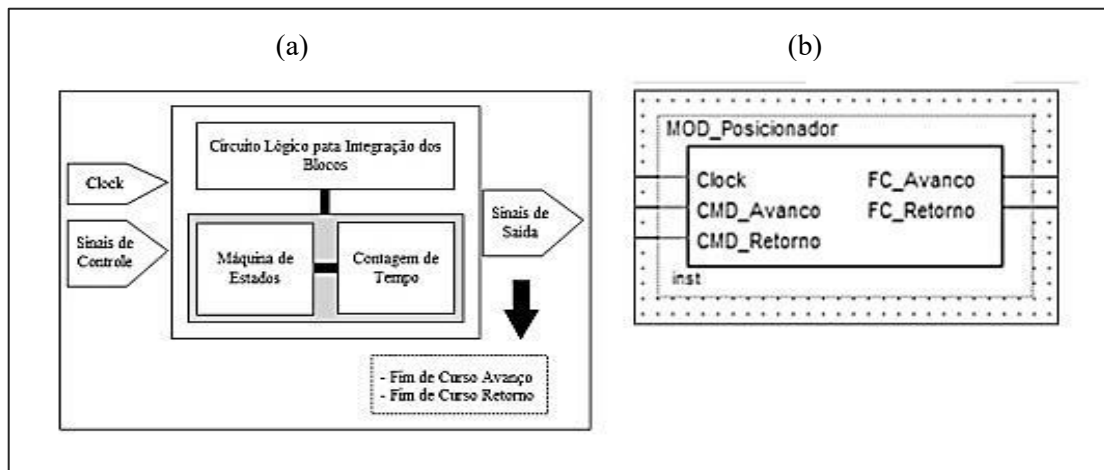 (a)
(b)
Circuito Lógico pata Integração dos
Blocos
Clock
Sinais de
Controle
Máquina de
Estados
Contagem de
Tempo
Sinais de
Saída
- Fim de Curso Avanço
- Fim de Curso Retorno
MOD_Posicionador
Clock
FC_Avanco
CMD_Avanco
FC_Retorno
CMD_Retorno
inst